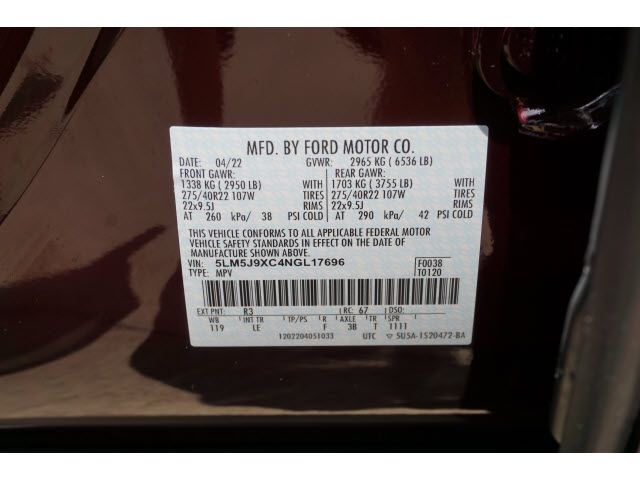 MFD. BY FORD MOTOR CO.
DATE: 04/22 GVWR: 2965 KG ( 6536 LB)
FRONT GAWR: REAR GAWR:
1338 KG ( 2950 LB) WITH 1703 KG ( 3755 LB) WITH
275/40R22 107W TIRES 275/40R22 107W TIRES
22x9.5J RIMS 22x9.5J RIMS
AT 260 kPa/ 38 PSI COLD AT 290 kPa/ 42 PSI COLD
THIS VEHICLE CONFORMS TO ALL APPLICABLE FEDERAL MOTOR
VEHICLE SAFETY STANDARDS IN EFFECT ON THE DATE OF
MANUFACTURE SHOWN ABOVE.
VIN: 5LM5J9XC4NGL17696 F0038
TYPE: MPV T0120
EXT PNT: R3 RC: 67 DSO:
WB INT TR TP/PS R AXLE TR SPR
119 LE F 3B T 1111
1202204051033 UTC 5U5A-1520472-BA